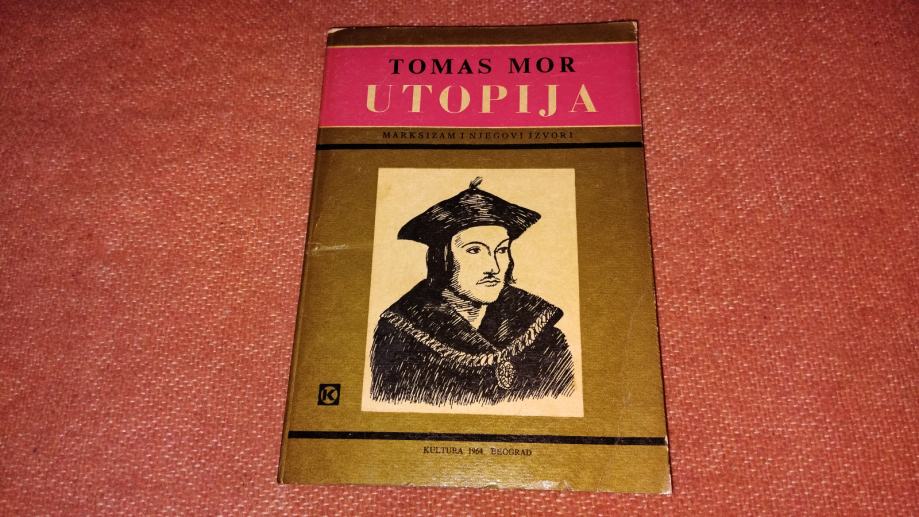 TOMAS MOR
UTOPIJA
MARKSIZAM I NJEGOVI IZVORI
K
KULTURA 1964 BEOGRAD